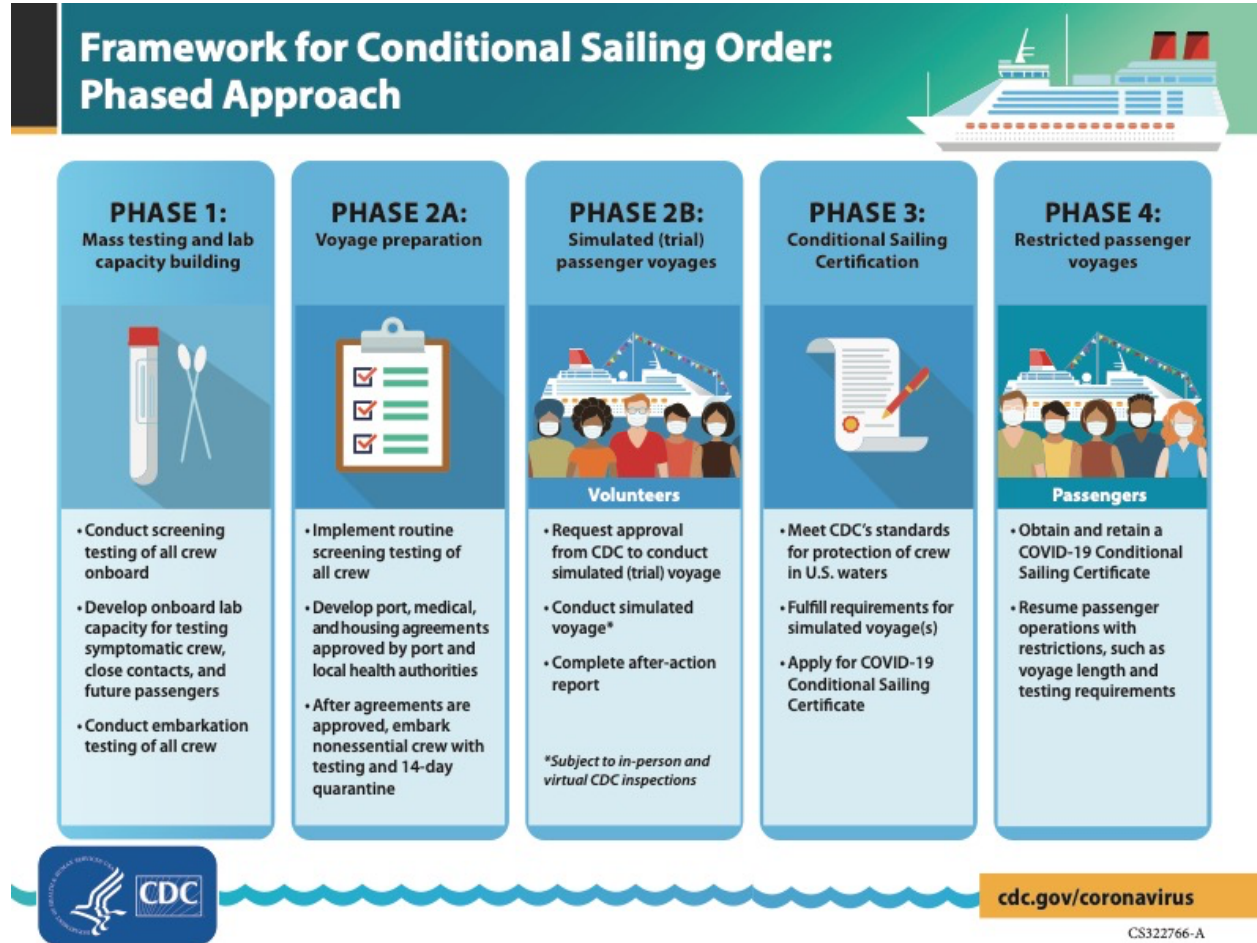 Framework for Conditional Sailing Order:
Phased Approach
PHASE 1:
Mass testing and lab
capacity building
• Conduct screening
testing of all crew
onboard
• Develop onboard lab
capacity for testing
symptomatic crew,
close contacts, and
future passengers
• Conduct embarkation
testing of all crew
PHASE 2A:
Voyage preparation
• Implement routine
screening testing of
all crew
• Develop port, medical,
and housing agreements
approved by port and
local health authorities
• After agreements are
approved, embark
nonessential crew with
testing and 14-day
quarantine
PHASE 2B:
Simulated (trial)
passenger voyages
Volunteers
• Request approval
from CDC to conduct
simulated (trial) voyage
• Conduct simulated
voyage*
• Complete after-action
report
*Subject to in-person and
virtual CDC inspections
PHASE 3:
Conditional Sailing
Certification
• Meet CDC's standards
for protection of crew
in U.S. waters
• Fulfill requirements for
simulated voyage(s)
• Apply for COVID-19
Conditional Sailing
Certificate
PHASE 4:
Restricted passenger
voyages
Passengers
• Obtain and retain a
COVID-19 Conditional
Sailing Certificate
• Resume passenger
operations with
restrictions, such as
voyage length and
testing requirements
CDC
cdc.gov/coronavirus
CS322766-A